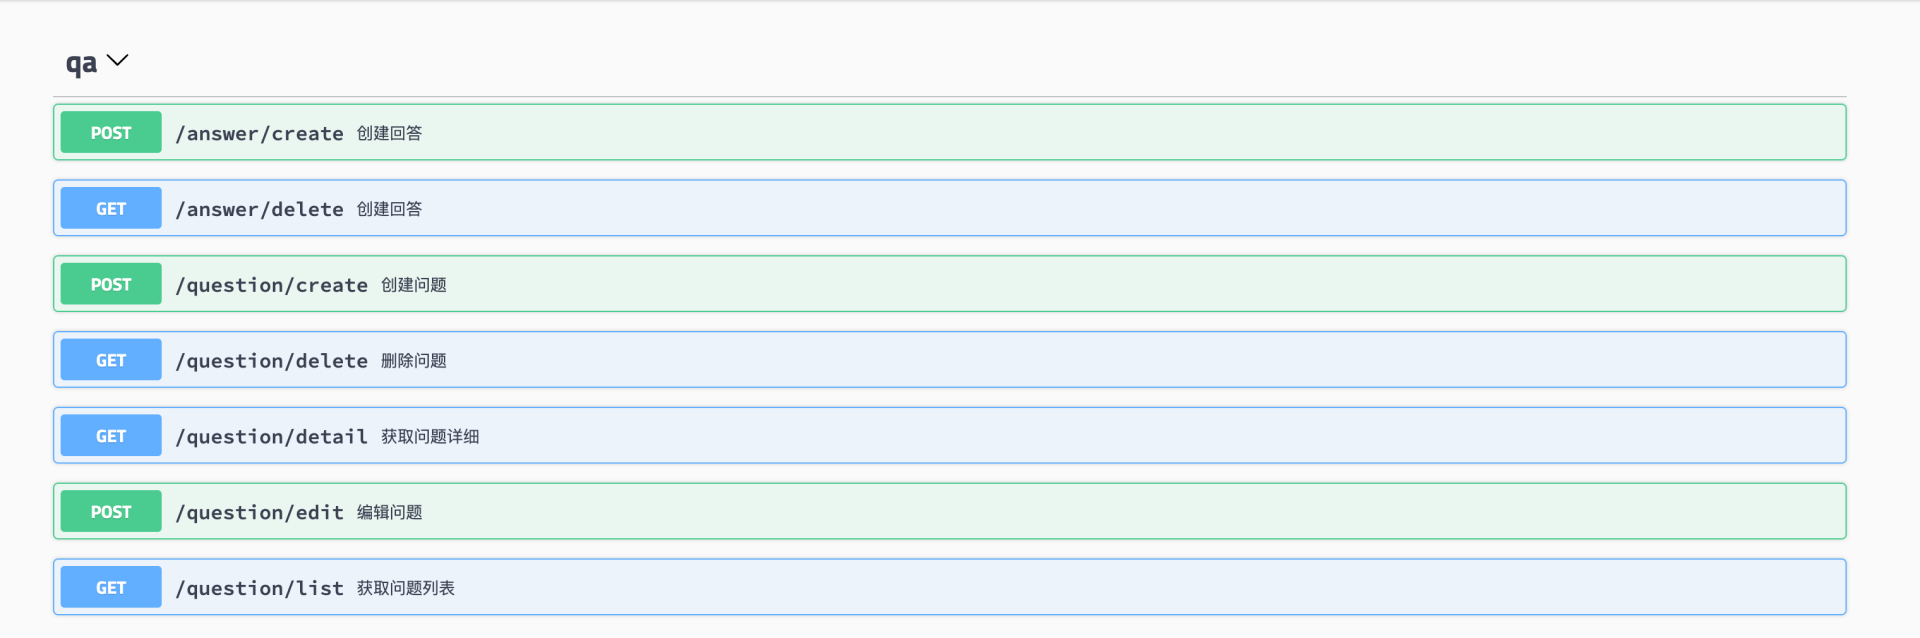 qa
POST /answer/create 创建回答
GET /answer/delete 创建回答
POST /question/create 创建问题
GET /question/delete 删除问题
GET /question/detail 获取问题详细
POST /question/edit 编辑问题
GET /question/list 获取问题列表